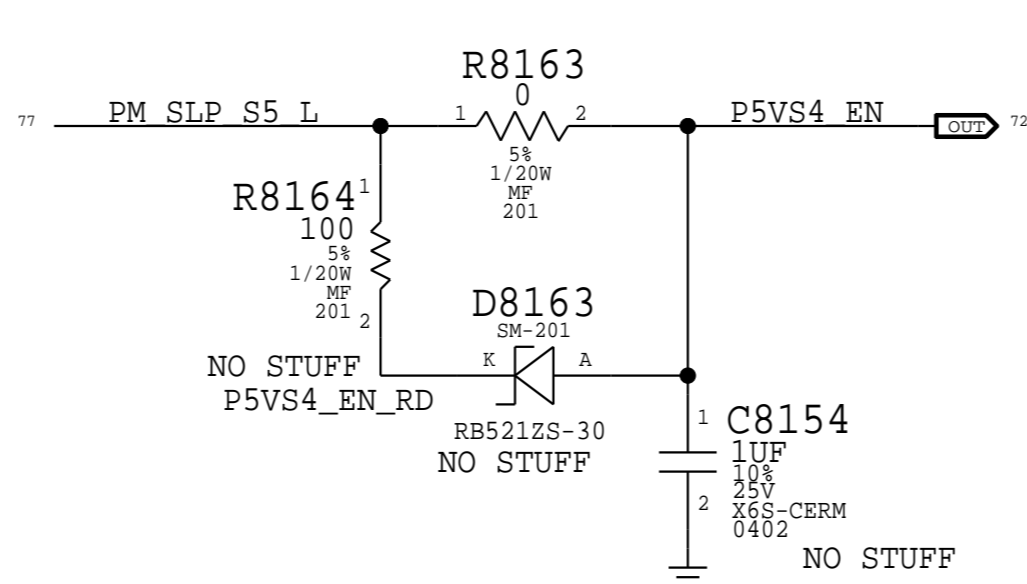 R8163
0
77
PM_SLP_S5_L
1
2
P5VS4_EN
OUT
72
5%
1/20W
MF
201
R8164
1
100
5%
1/20W
MF
201
2
D8163
SM-201
K
A
NO STUFF
P5VS4_EN_RD
RB521ZS-30
NO STUFF
1
C8154
1UF
10%
25V
2
X6S-CERM
0402
NO STUFF